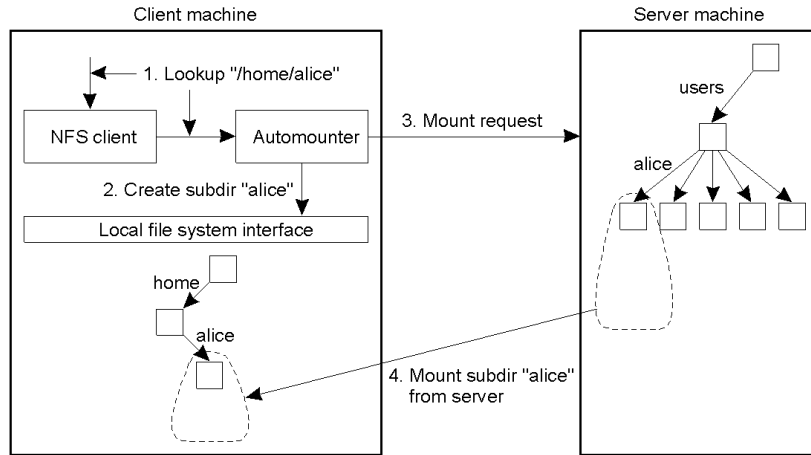 Client machine
Server machine
1. Lookup "/home/alice"
users
NFS client
Automounter
3. Mount request
alice
2. Create subdir "alice"
Local file system interface
home
alice
4. Mount subdir "alice"
from server